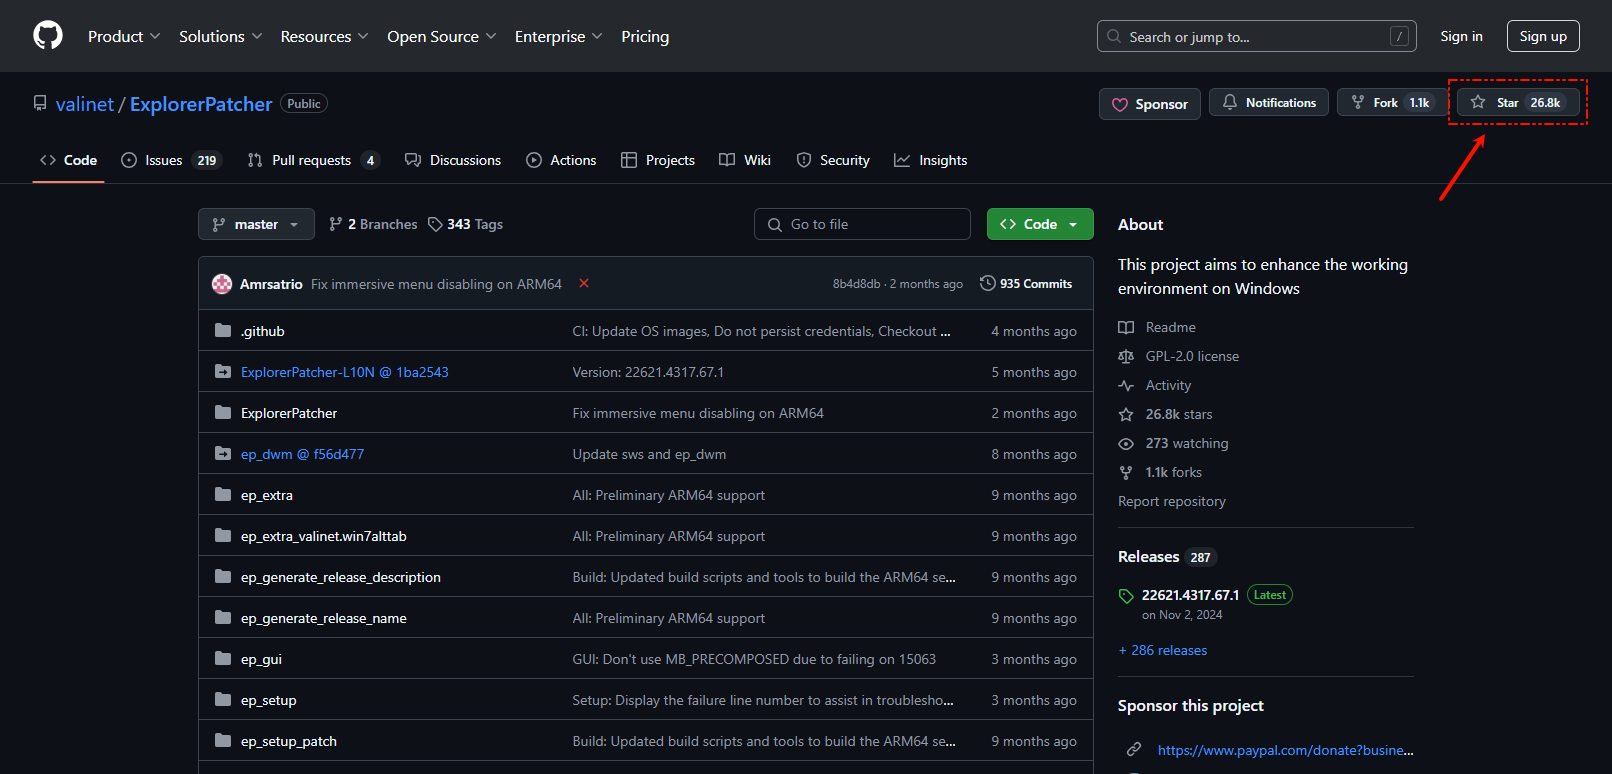 Product Solutions Resources Open Source Enterprise Pricing Search or jump to... / Sign in Sign up
valinet / ExplorerPatcher Public Sponsor Notifications Fork 1.1k Star 26.8k
Code Issues 219 Pull requests 4 Discussions Actions Projects Wiki Security Insights
master 2 Branches 343 Tags Go to file Code
Amrsatrio Fix immersive menu disabling on ARM64 8b4d8db · 2 months ago 935 Commits
.github CI: Update OS images, Do not persist credentials, Checkout ... 4 months ago
ExplorerPatcher-L10N @ 1ba2543 Version: 22621.4317.67.1 5 months ago
ExplorerPatcher Fix immersive menu disabling on ARM64 2 months ago
ep_dwm @ f56d477 Update sws and ep_dwm 8 months ago
ep_extra All: Preliminary ARM64 support 9 months ago
ep_extra_valinet.win7alttab All: Preliminary ARM64 support 9 months ago
ep_generate_release_description Build: Updated build scripts and tools to build the ARM64 se... 9 months ago
ep_generate_release_name All: Preliminary ARM64 support 9 months ago
ep_gui GUI: Don't use MB_PRECOMPOSED due to failing on 15063 3 months ago
ep_setup Setup: Display the failure line number to assist in troublesho... 3 months ago
ep_setup_patch Build: Updated build scripts and tools to build the ARM64 se... 9 months ago
About
This project aims to enhance the working
environment on Windows
Readme
GPL-2.0 license
Activity
26.8k stars
273 watching
1.1k forks
Report repository
Releases 287
22621.4317.67.1 Latest
on Nov 2, 2024
+ 286 releases
Sponsor this project
https://www.paypal.com/donate?busine...